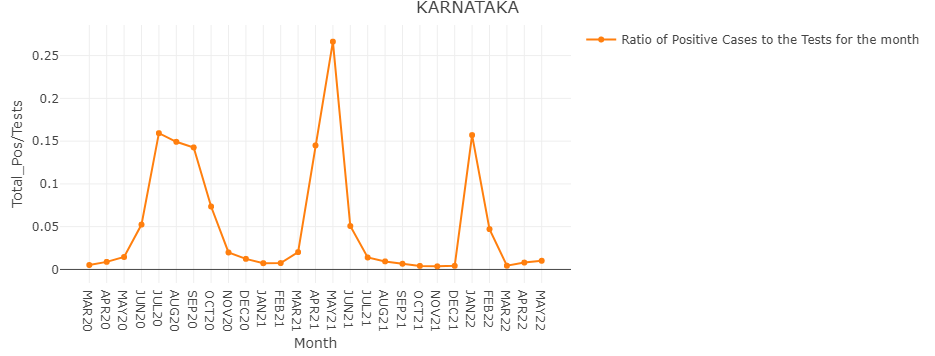 KARNATAKA
Ratio of Positive Cases to the Tests for the month
Total_Pos/Tests
0.25
0.2
0.15
0.1
0.05
0
MAR20
APR20
MAY20
JUN20
JUL20
AUG20
SEP20
OCT20
NOV20
DEC20
JAN21
FEB21
MAR21
APR21
MAY21
JUN21
JUL21
AUG21
SEP21
OCT21
NOV21
DEC21
JAN22
FEB22
MAR22
APR22
MAY22
Month